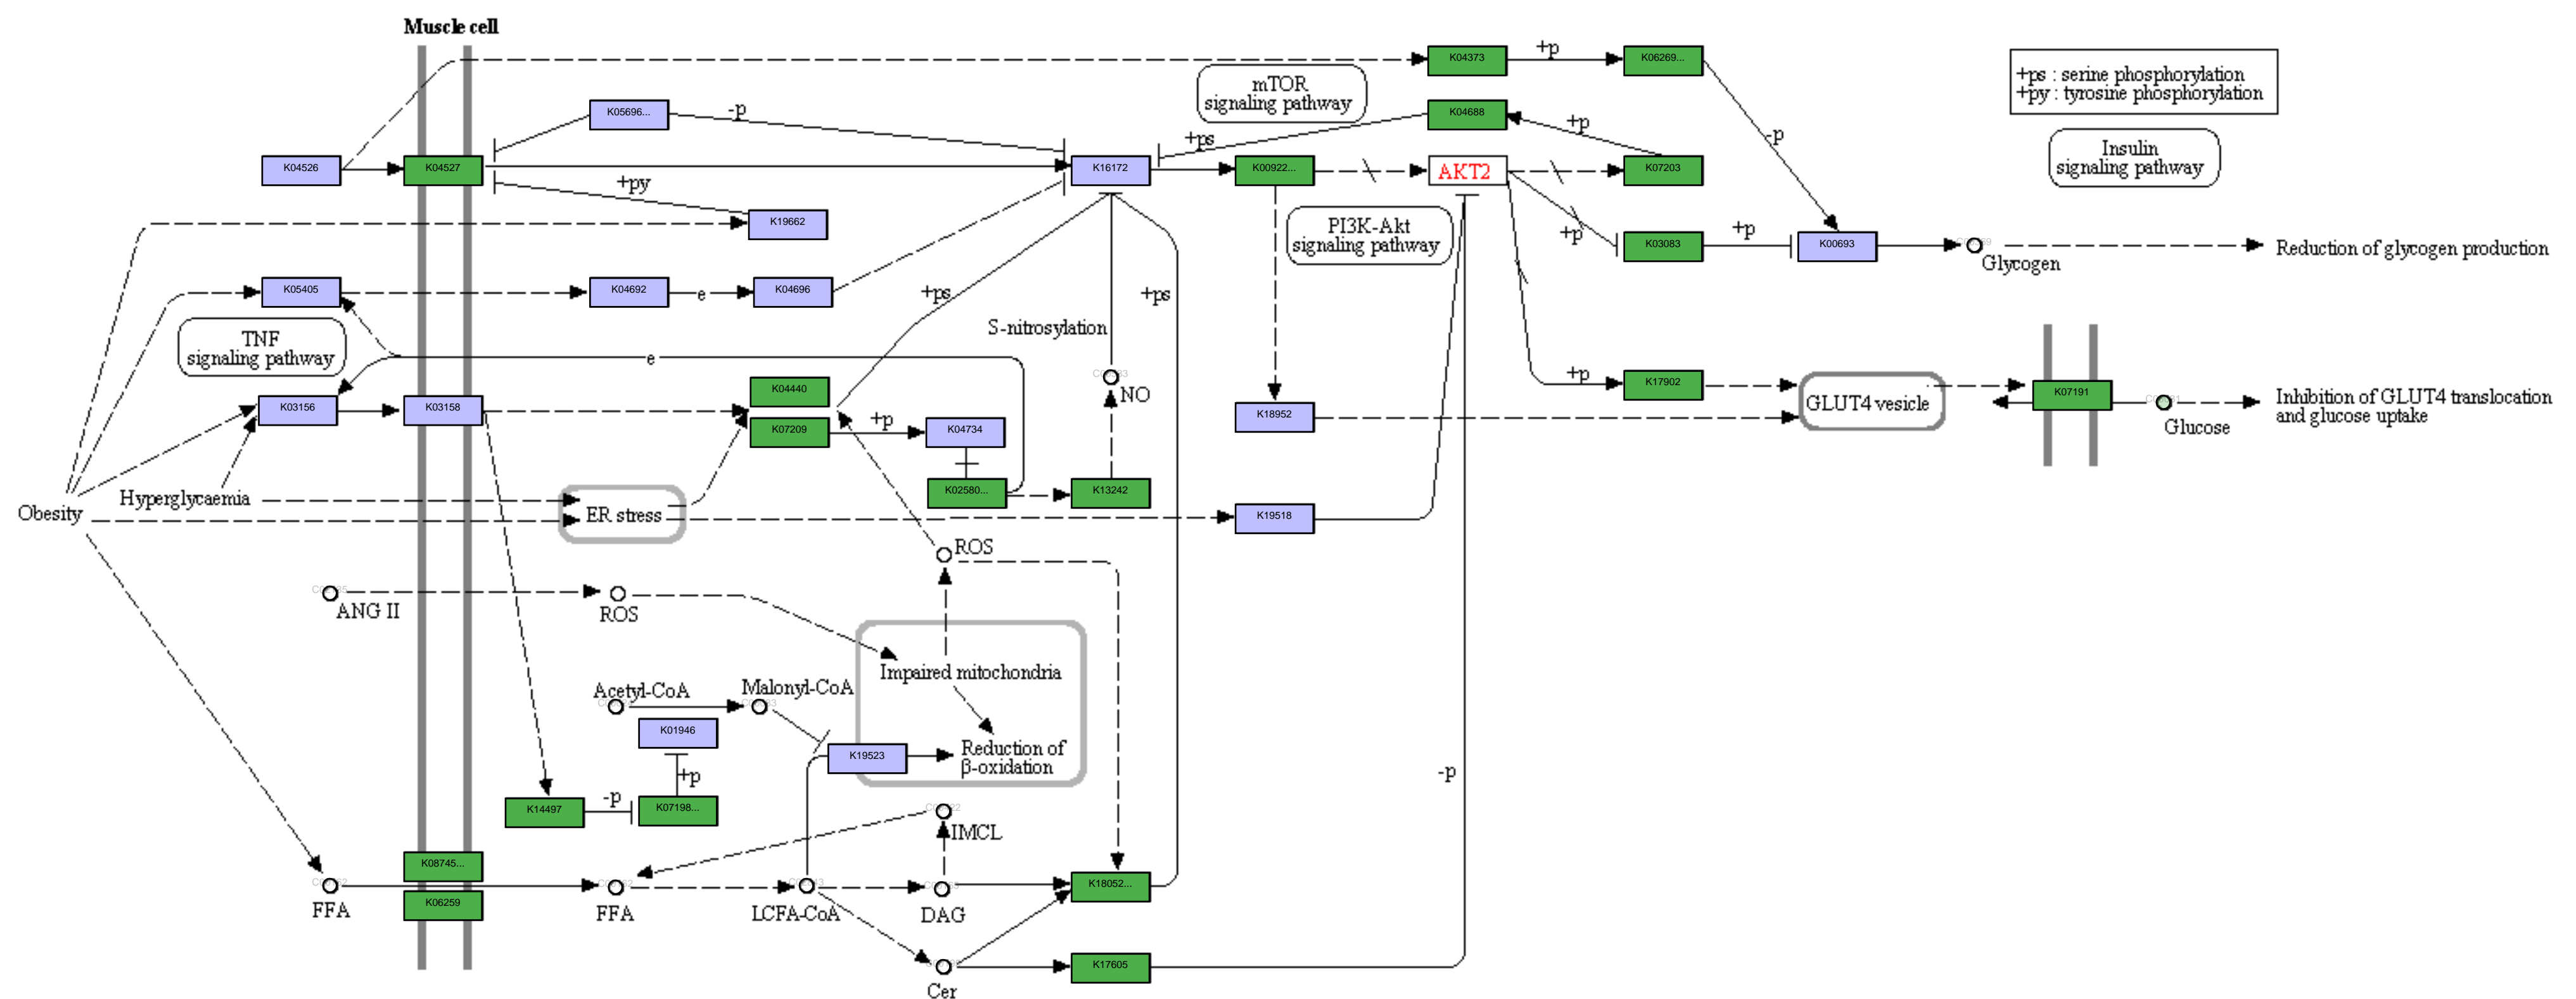 Muscle cell
K04373
+p
K06269...
+ps : serine phosphorylation
+py : tyrosine phosphorylation
mTOR
signaling pathway
K05696...
-p
K04688
+p
+ps
-p
Insulin
signaling pathway
K04526
K04527
K16172
K00922...
AKT2
K07203
+py
K19662
PI3K-Akt
signaling pathway
+p
K03083
+p
K00693
Glycogen
Reduction of glycogen production
K05405
K04692
e
K04696
+ps
+ps
S-nitrosylation
TNF
signaling pathway
e
NO
K04440
K03156
K03158
K07209
+p
K04734
K18952
+p
K17902
GLUT4 vesicle
K07191
Glucose
Inhibition of GLUT4 translocation
and glucose uptake
Hyperglycaemia
Obesity
ER stress
K02580...
K13242
K19518
ROS
ANG II
ROS
Impaired mitochondria
Acetyl-CoA
Malonyl-CoA
K01946
K19523
Reduction of
β-oxidation
+p
-p
K14497
-p
K07198...
IMCL
K08745...
K06259
FFA
FFA
LCFA-CoA
DAG
K18052...
Cer
K17605